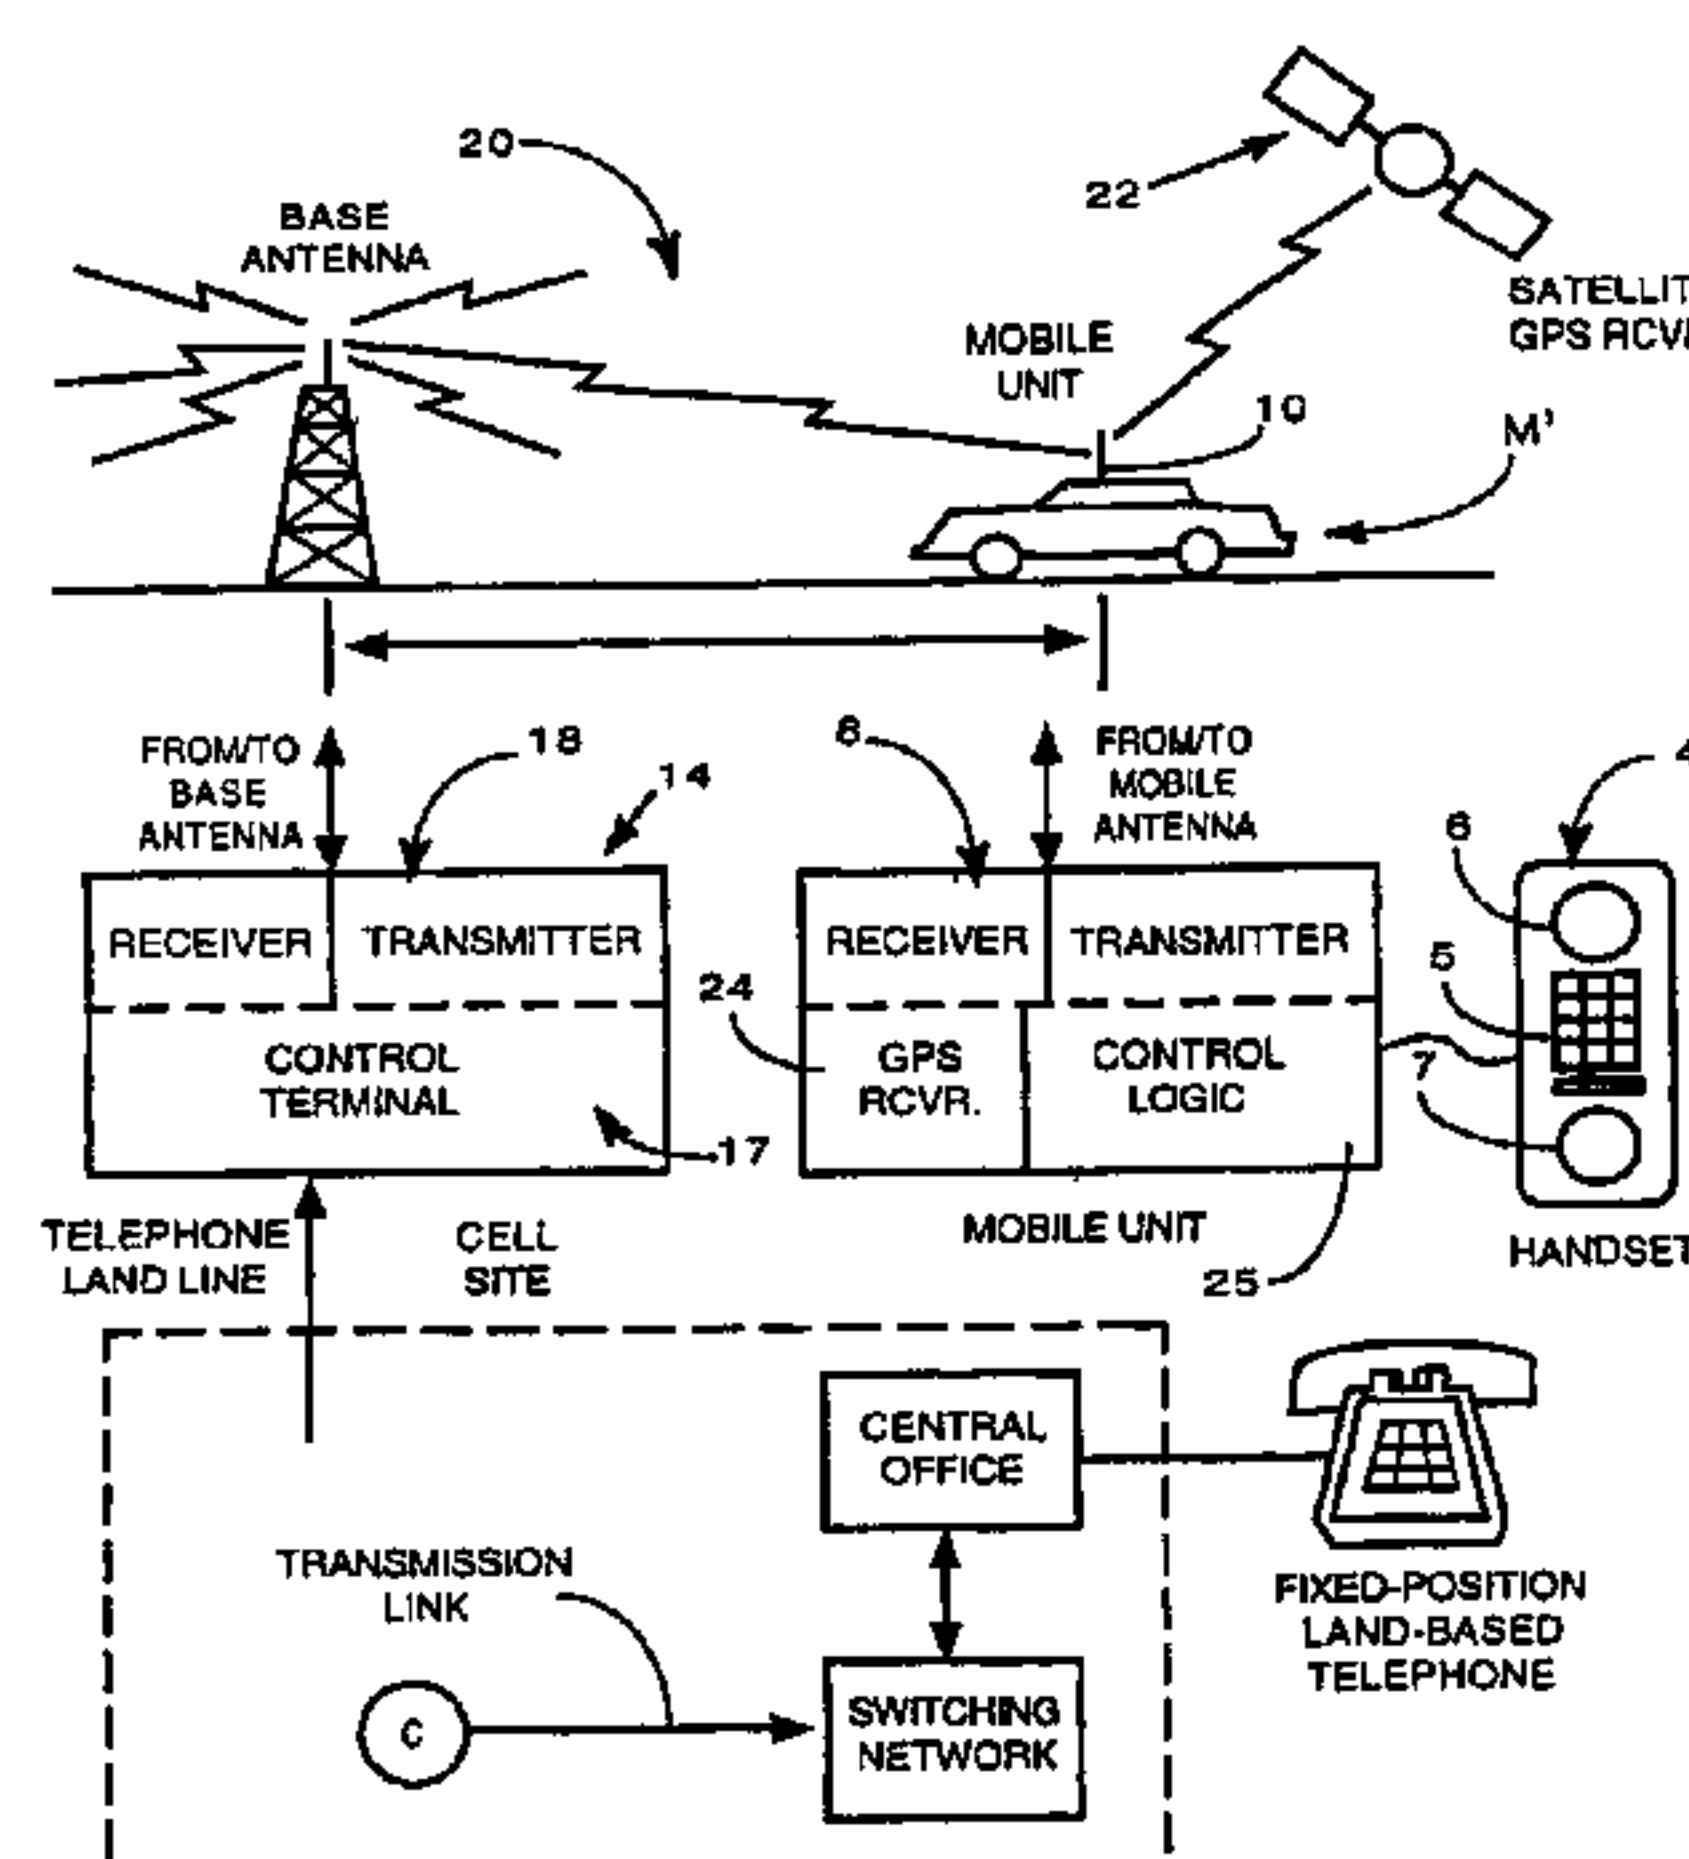 20
22
BASE
ANTENNA
SATELLIT
GPS RCV
MOBILE
UNIT
10
M'
FROM/TO
BASE
ANTENNA
18
14
8
FROM/TO
MOBILE
ANTENNA
4
6
RECEIVER
TRANSMITTER
RECEIVER
TRANSMITTER
5
24
CONTROL
TERMINAL
GPS
RCVR.
CONTROL
LOGIC
7
17
TELEPHONE
LAND LINE
CELL
SITE
MOBILE UNIT
25
HANDSET
CENTRAL
OFFICE
TRANSMISSION
LINK
FIXED-POSITION
LAND-BASED
TELEPHONE
C
SWITCHING
NETWORK